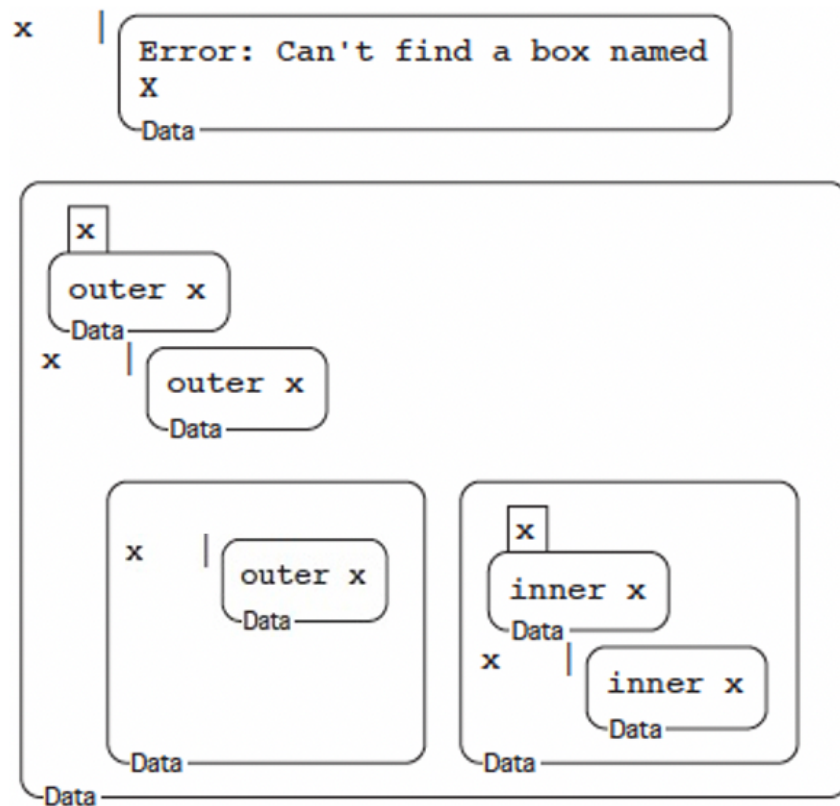 x |
Error: Can't find a box named
X
Data
x
outer x
Data
x |
outer x
Data
x |
outer x
Data
Data
x
inner x
Data
x |
inner x
Data
Data
Data